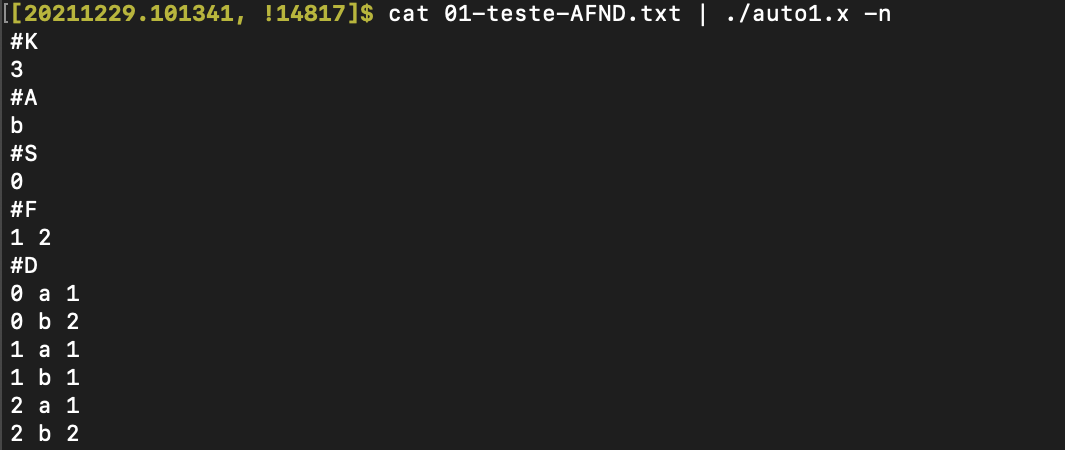 [[20211229.101341, !14817]$ cat 01-teste-AFND.txt | ./auto1.x -n
#K
3
#A
b
#S
0
#F
1 2
#D
0 a 1
0 b 2
1 a 1
1 b 1
2 a 1
2 b 2